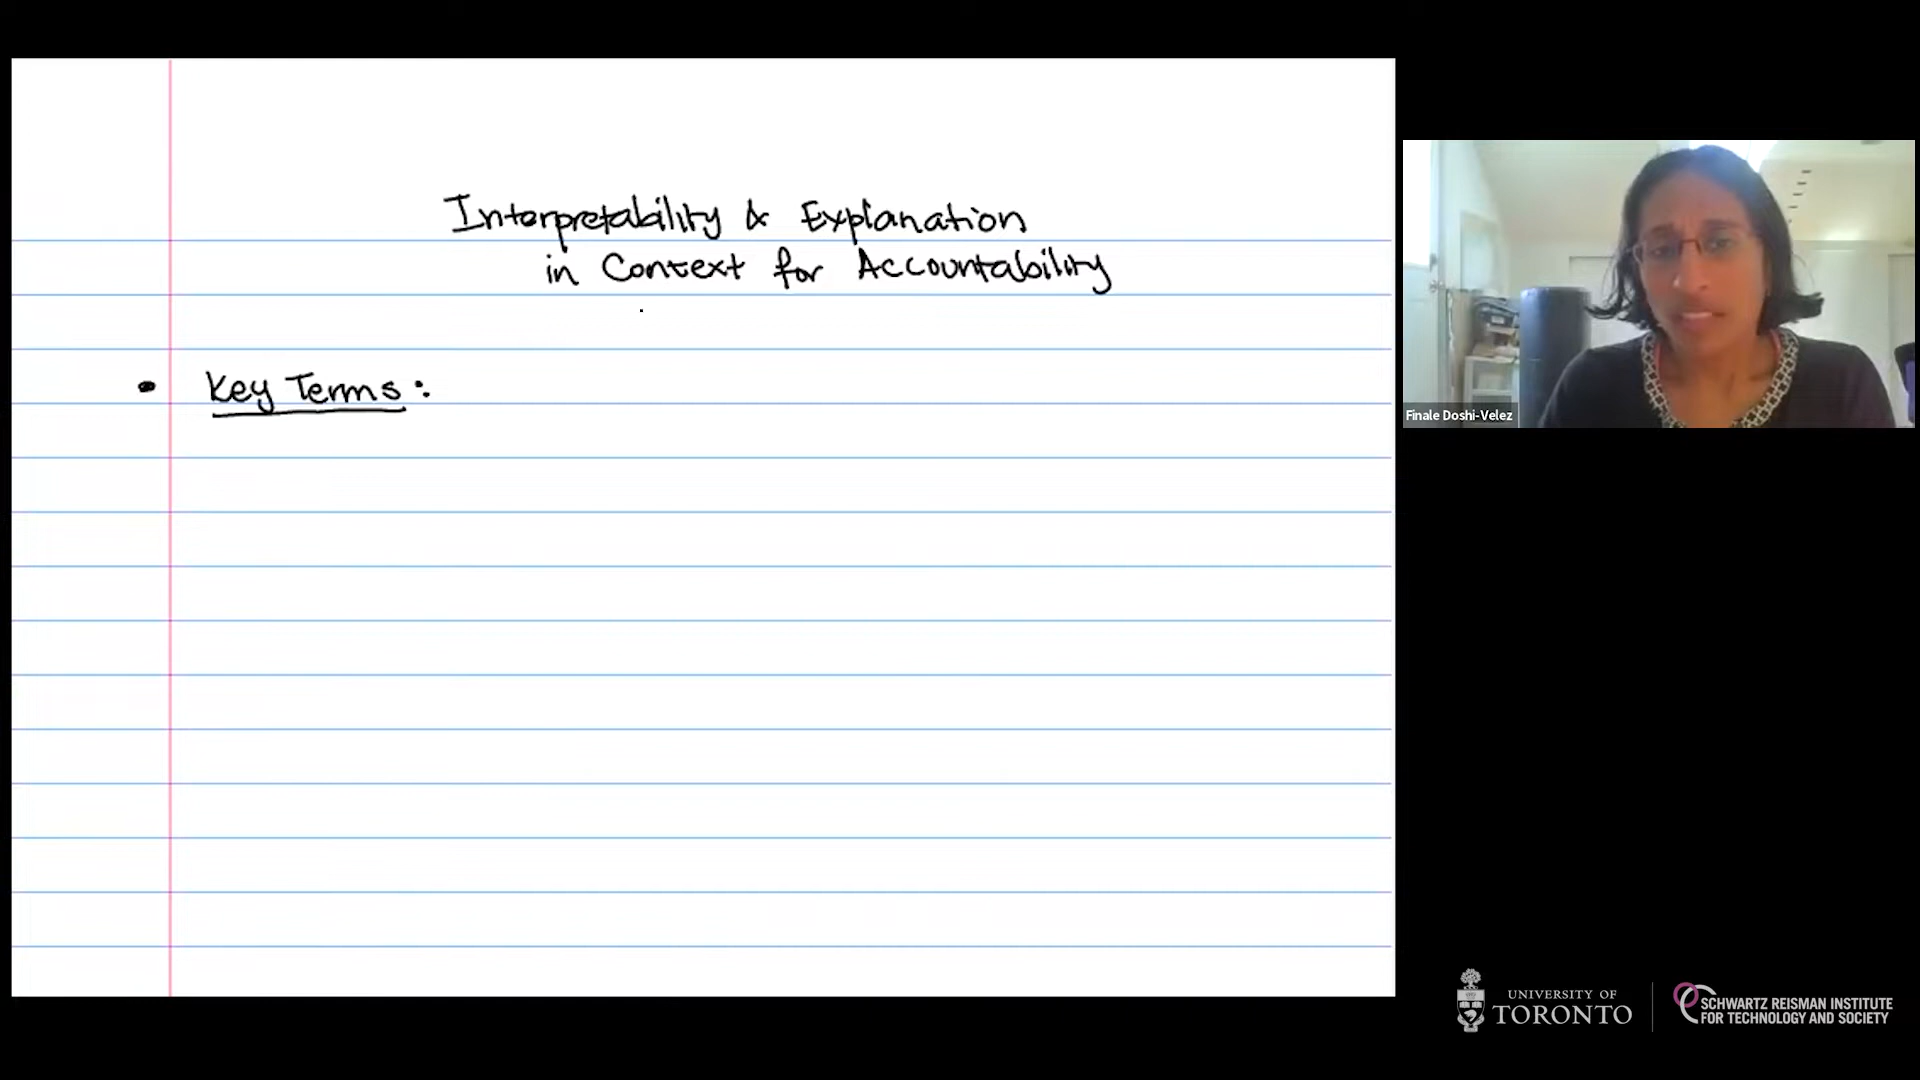 Interpretability & Explanation
in Context for Accountability
• Key Terms:
Finale Doshi-Velez
UNIVERSITY OF
TORONTO
SCHWARTZ REISMAN INSTITUTE
FOR TECHNOLOGY AND SOCIETY